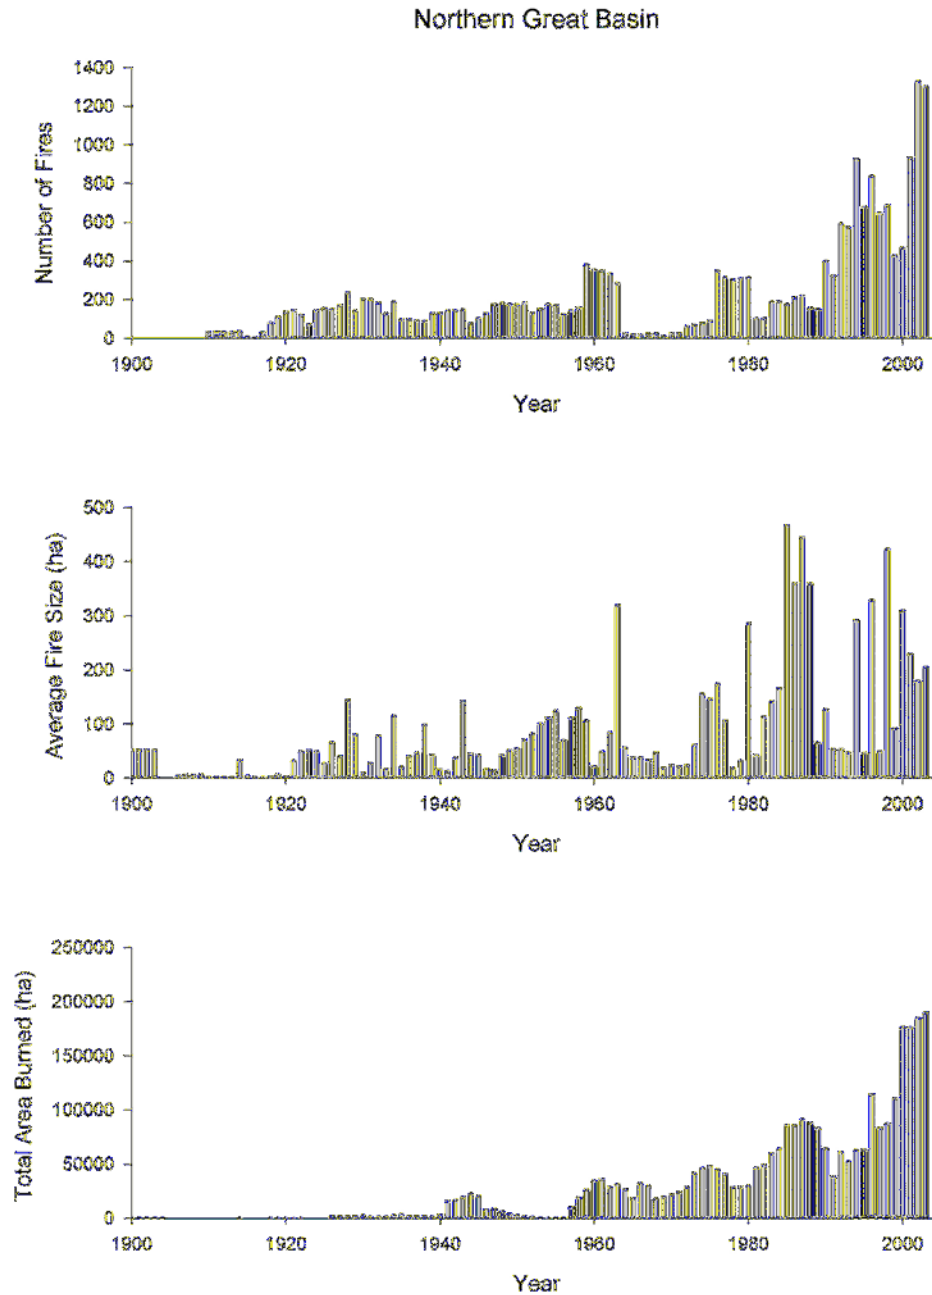 Northern Great Basin
1400
1200
1000
800
600
400
200
0
Number of Fires
1900 1920 1940 1960 1980 2000
Year
500
400
300
200
100
0
Average Fire Size (ha)
1900 1920 1940 1960 1980 2000
Year
250000
200000
150000
100000
50000
0
Total Area Burned (ha)
1900 1920 1940 1960 1980 2000
Year